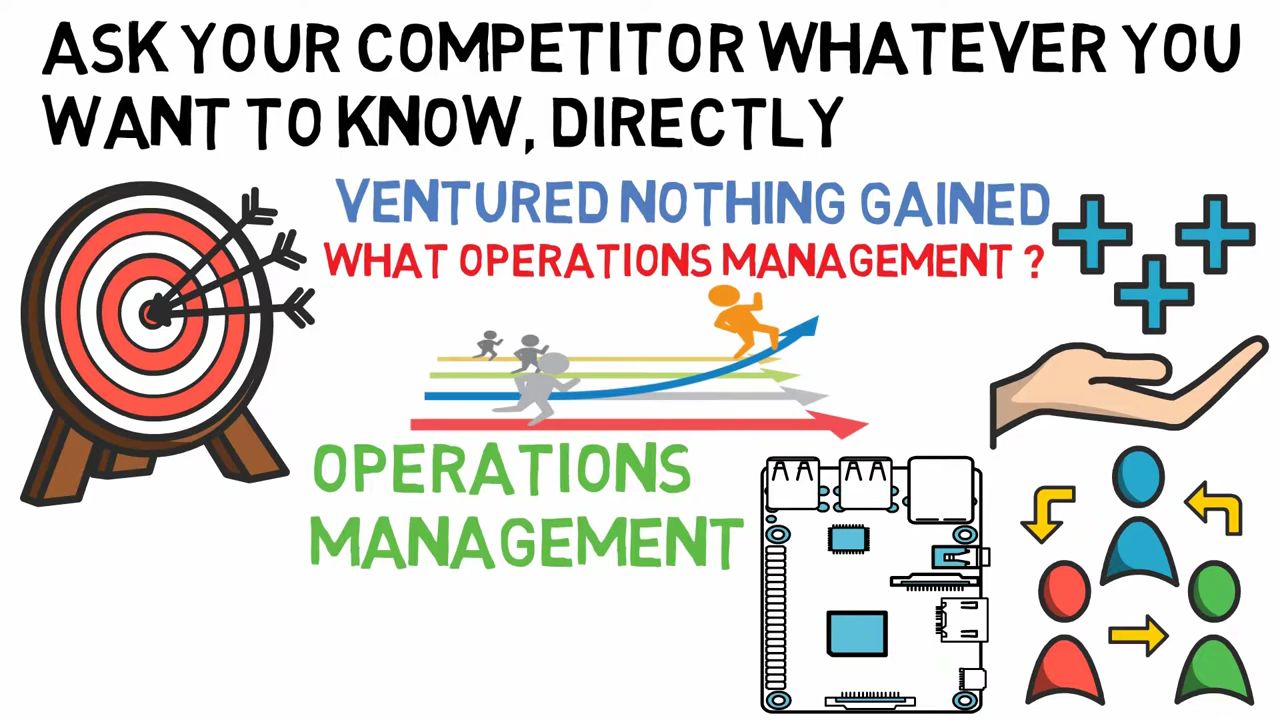 ASK YOUR COMPETITOR WHATEVER YOU
WANT TO KNOW, DIRECTLY
VENTURED NOTHING GAINED
WHAT OPERATIONS MANAGEMENT ?
OPERATIONS
MANAGEMENT